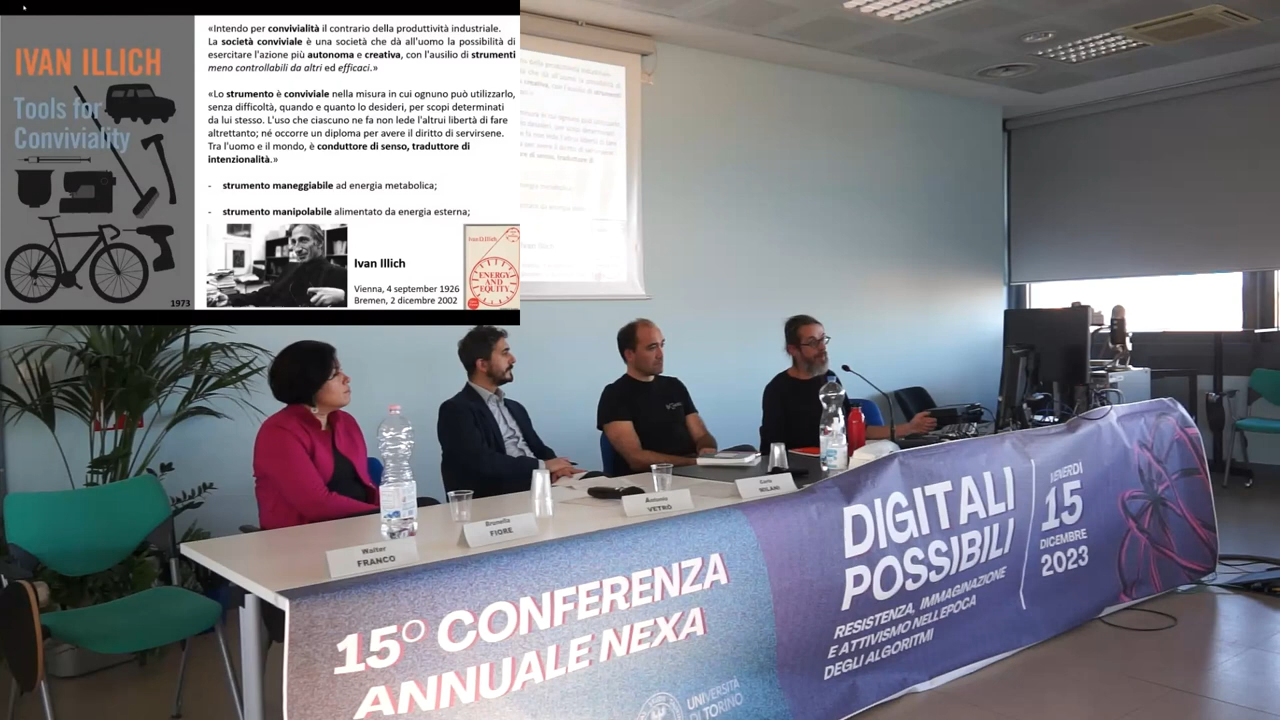 IVAN ILLICH
Tools for
Conviviality
1973
«Intendo per convivialità il contrario della produttività industriale.
La società conviviale è una società che dà all'uomo la possibilità di
esercitare l'azione più autonoma e creativa, con l'ausilio di strumenti
meno controllabili da altri ed efficaci.»
«Lo strumento è conviviale nella misura in cui ognuno può utilizzarlo,
senza difficoltà, quando e quanto lo desideri, per scopi determinati
da lui stesso. L'uso che ciascuno ne fa non lede l'altrui libertà di fare
altrettanto; né occorre un diploma per avere il diritto di servirsene.
Tra l'uomo e il mondo, è conduttore di senso, traduttore di
intenzionalità.»
- strumento maneggiabile ad energia metabolica;
- strumento manipolabile alimentato da energia esterna;
Ivan Illich
Vienna, 4 september 1926
Bremen, 2 dicembre 2002
Ivan D. Illich
ENERGY
AND
EQUITY
Walter
FRANCO
Brunella
FIORE
Antonio
VETRÒ
Carlo
MILANI
15° CONFERENZA
ANNUALE NEXA
UNIVERSITÀ
DI TORINO
DIGITALI
POSSIBILI
RESISTENZA, IMMAGINAZIONE
E ATTIVISMO NELL'EPOCA
DEGLI ALGORITMI
VENERDÌ
15
DICEMBRE
2023